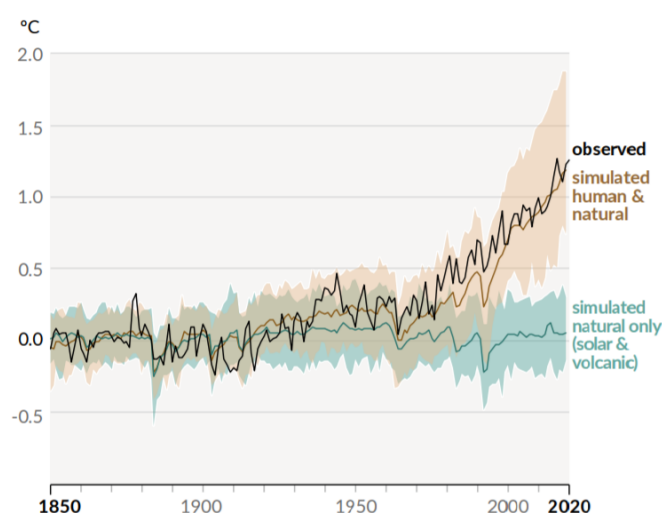 ºC
2.0
1.5
1.0
0.5
0.0
-0.5
observed
simulated
human &
natural
simulated
natural only
(solar &
volcanic)
1850 1900 1950 2000 2020